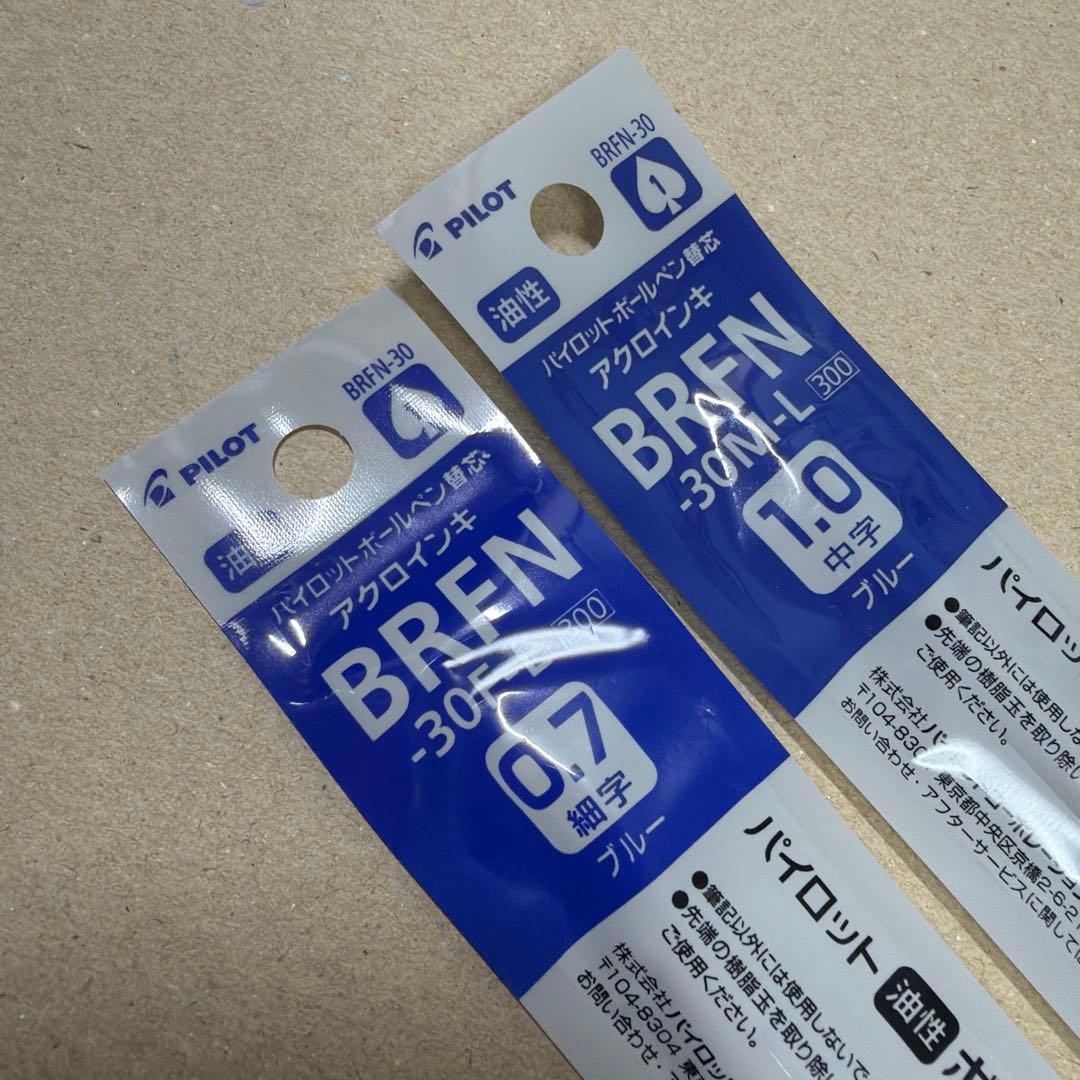 PILOT
BRFN-30
油
パイロットボールペン替芯
アクロインキ
BRFN
300
0.7
細字
ブルー
パイロット 油性
●筆記以外には使用しないで
●先端の樹脂玉を取り除
ご使用ください。
株式会社パイロッ
〒104-8304 東
お問い合わせ・
PILOT
BRFN-30
1
油性
パイロットボールペン替芯
アクロインキ
BRFN
-30M-L 300
1.0
中字
ブルー
パイロッ
●筆記以外には使用しな
●先端の樹脂玉を取り除
ご使用ください。
株式会社
〒104-830 東京都中央区京橋2-6-21
お問い合わせ・アフターサービスに関して